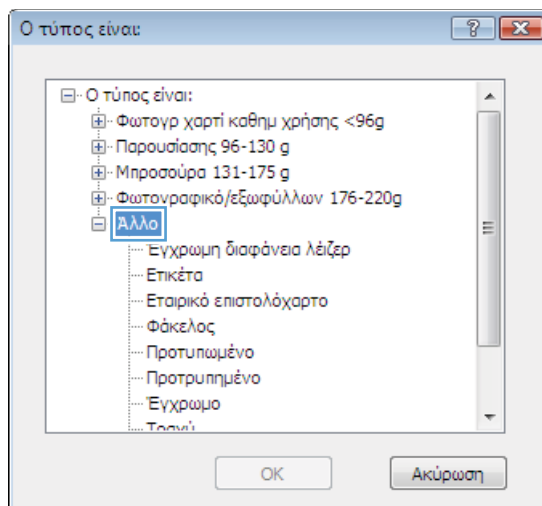 Ο τύπος είναι:
Ο τύπος είναι:
Φωτογρ χαρτί καθημ χρήσης <96g
Παρουσίασης 96-130 g
Μπροσούρα 131-175 g
Φωτογραφικό/εξωφύλλων 176-220g
Άλλο
Έγχρωμη διαφάνεια λέιζερ
Ετικέτα
Εταιρικό επιστολόχαρτο
Φάκελος
Προτυπωμένο
Προτρυπημένο
Έγχρωμο
Τραχύ
OK
Ακύρωση